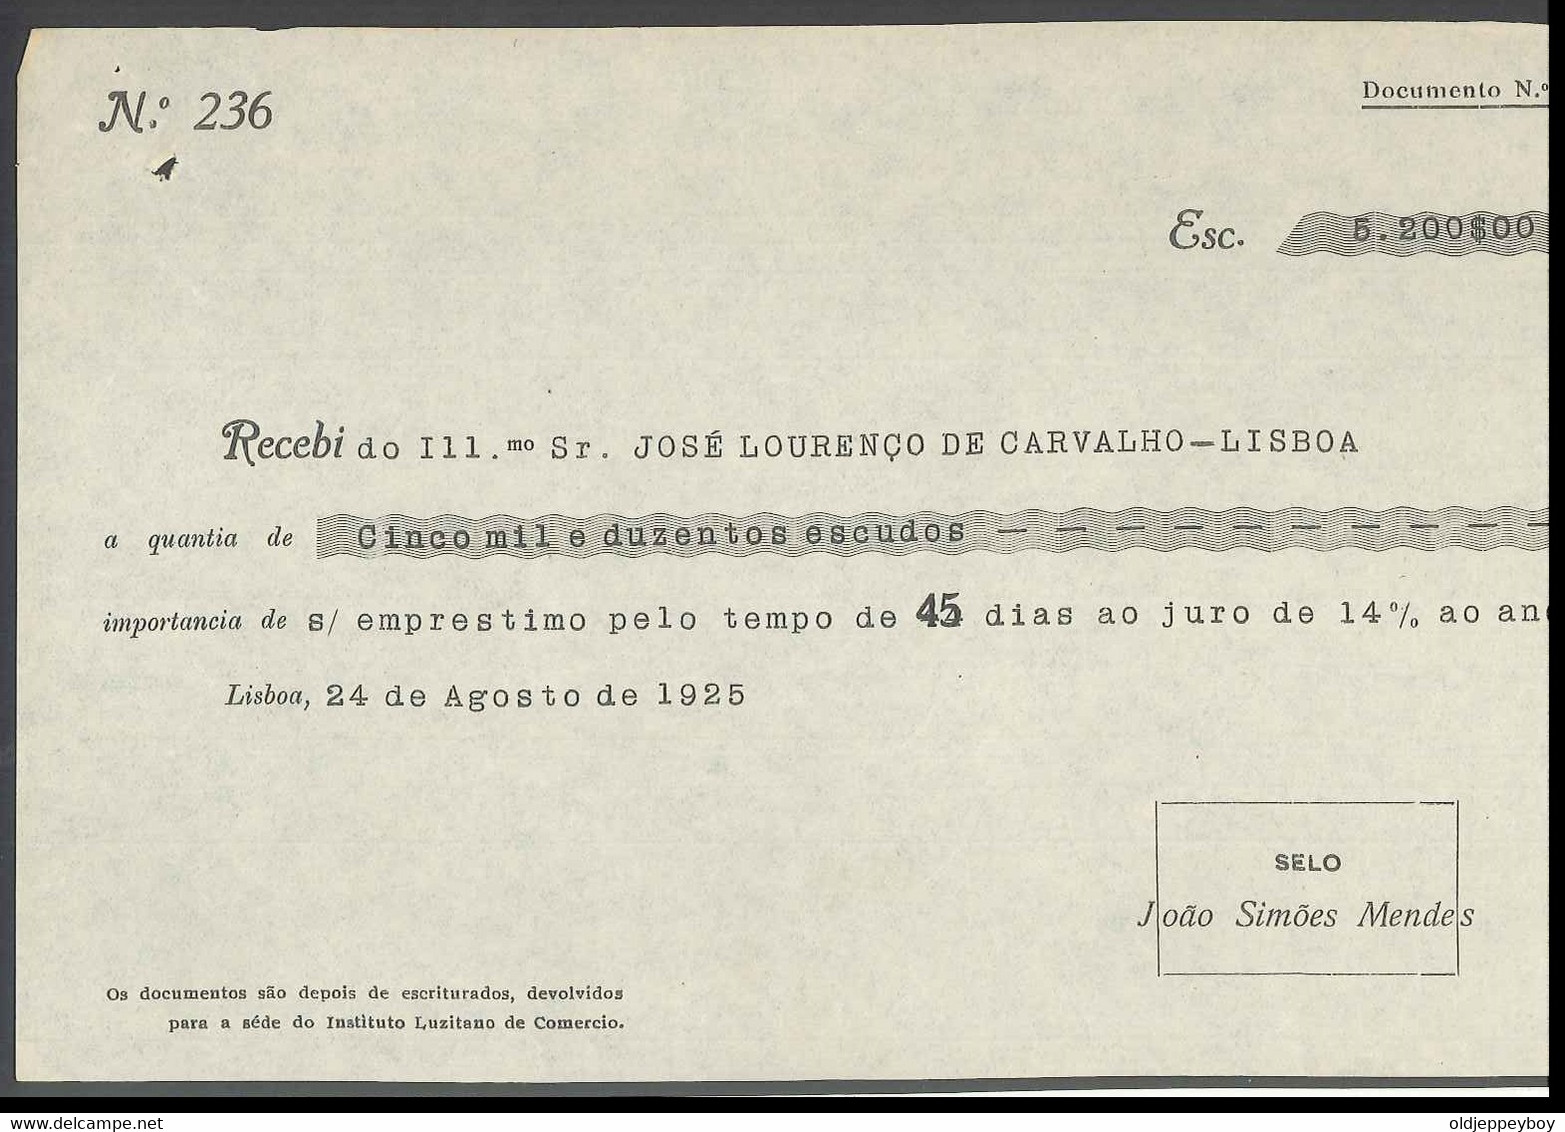 N.º 236
Documento N.º
Esc. 5.200$00
Recebi do Ill.mo Sr. JOSÉ LOURENÇO DE CARVALHO—LISBOA
a quantia de Cinco mil e duzentos escudos — — — — — — — — — —
importancia de s/ emprestimo pelo tempo de 45 dias ao juro de 14% ao ano
Lisboa, 24 de Agosto de 1925
SELO
João Simões Mendes
Os documentos são depois de escriturados, devolvidos
para a séde do Instituto Luzitano de Comercio.
oldjeppeyboy